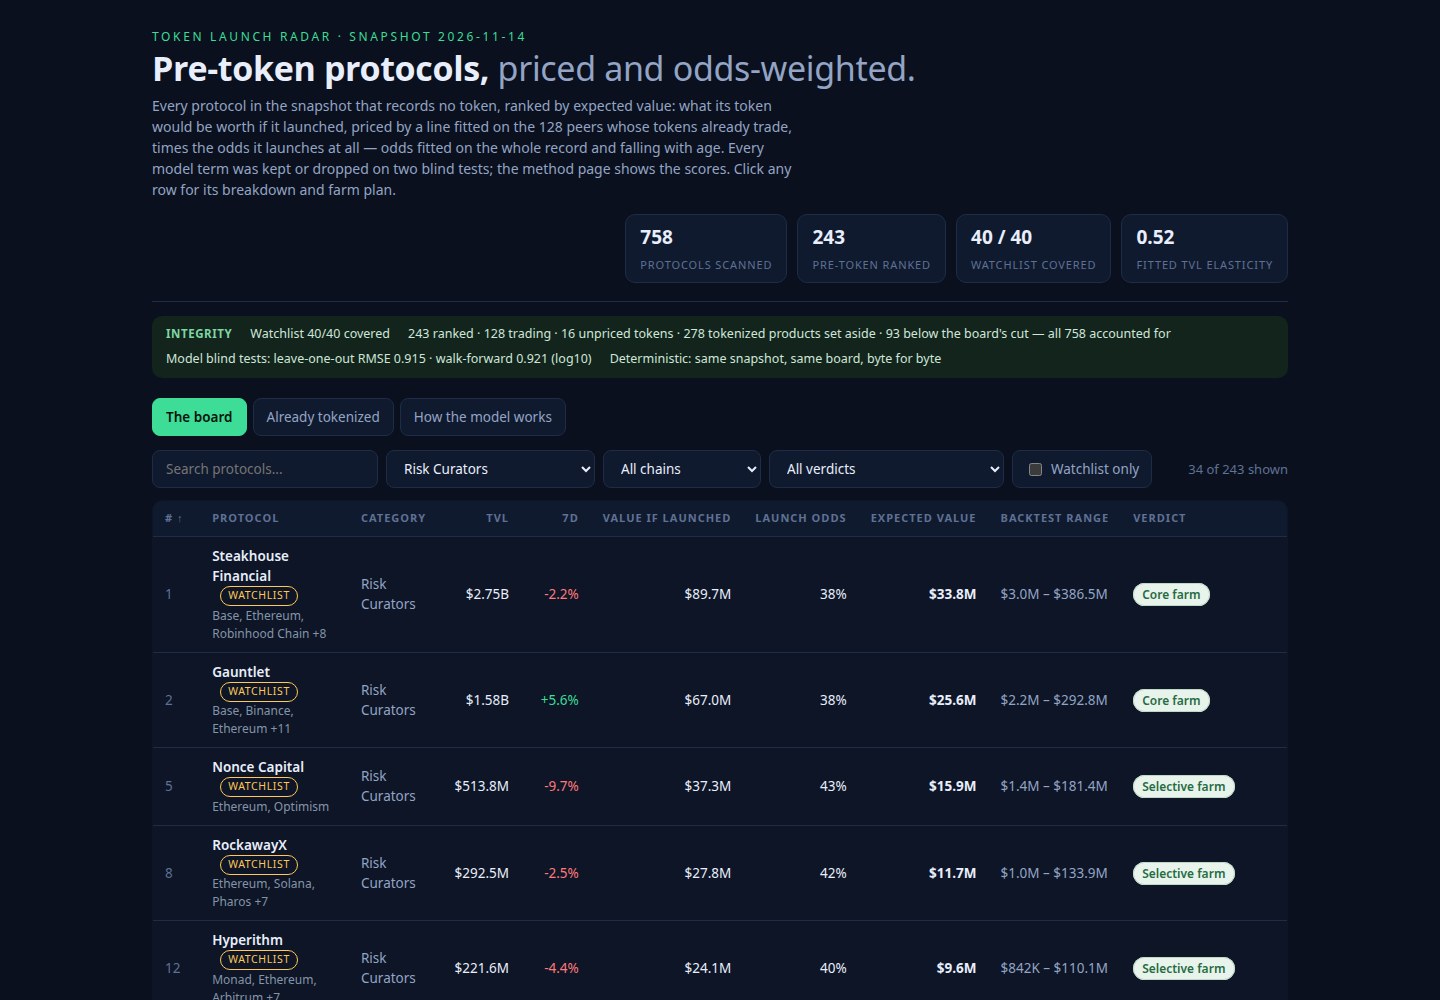 TOKEN LAUNCH RADAR · SNAPSHOT 2026-11-14
Pre-token protocols, priced and odds-weighted.
Every protocol in the snapshot that records no token, ranked by expected value: what its token
would be worth if it launched, priced by a line fitted on the 128 peers whose tokens already trade,
times the odds it launches at all — odds fitted on the whole record and falling with age. Every
model term was kept or dropped on two blind tests; the method page shows the scores. Click any
row for its breakdown and farm plan.
758
PROTOCOLS SCANNED
243
PRE-TOKEN RANKED
40 / 40
WATCHLIST COVERED
0.52
FITTED TVL ELASTICITY
INTEGRITY Watchlist 40/40 covered 243 ranked · 128 trading · 16 unpriced tokens · 278 tokenized products set aside · 93 below the board's cut — all 758 accounted for
Model blind tests: leave-one-out RMSE 0.915 · walk-forward 0.921 (log10) Deterministic: same snapshot, same board, byte for byte
The board Already tokenized How the model works
Search protocols... Risk Curators All chains All verdicts Watchlist only 34 of 243 shown
# ↑ PROTOCOL CATEGORY TVL 7D VALUE IF LAUNCHED LAUNCH ODDS EXPECTED VALUE BACKTEST RANGE VERDICT
1 Steakhouse
Financial
WATCHLIST
Base, Ethereum,
Robinhood Chain +8
Risk
Curators
$2.75B -2.2% $89.7M 38% $33.8M $3.0M – $386.5M Core farm
2 Gauntlet
WATCHLIST
Base, Binance,
Ethereum +11
Risk
Curators
$1.58B +5.6% $67.0M 38% $25.6M $2.2M – $292.8M Core farm
5 Nonce Capital
WATCHLIST
Ethereum, Optimism
Risk
Curators
$513.8M -9.7% $37.3M 43% $15.9M $1.4M – $181.4M Selective farm
8 RockawayX
WATCHLIST
Ethereum, Solana,
Pharos +7
Risk
Curators
$292.5M -2.5% $27.8M 42% $11.7M $1.0M – $133.9M Selective farm
12 Hyperithm
WATCHLIST
Monad, Ethereum,
Arbitrum +7
Risk
Curators
$221.6M -4.4% $24.1M 40% $9.6M $842K – $110.1M Selective farm